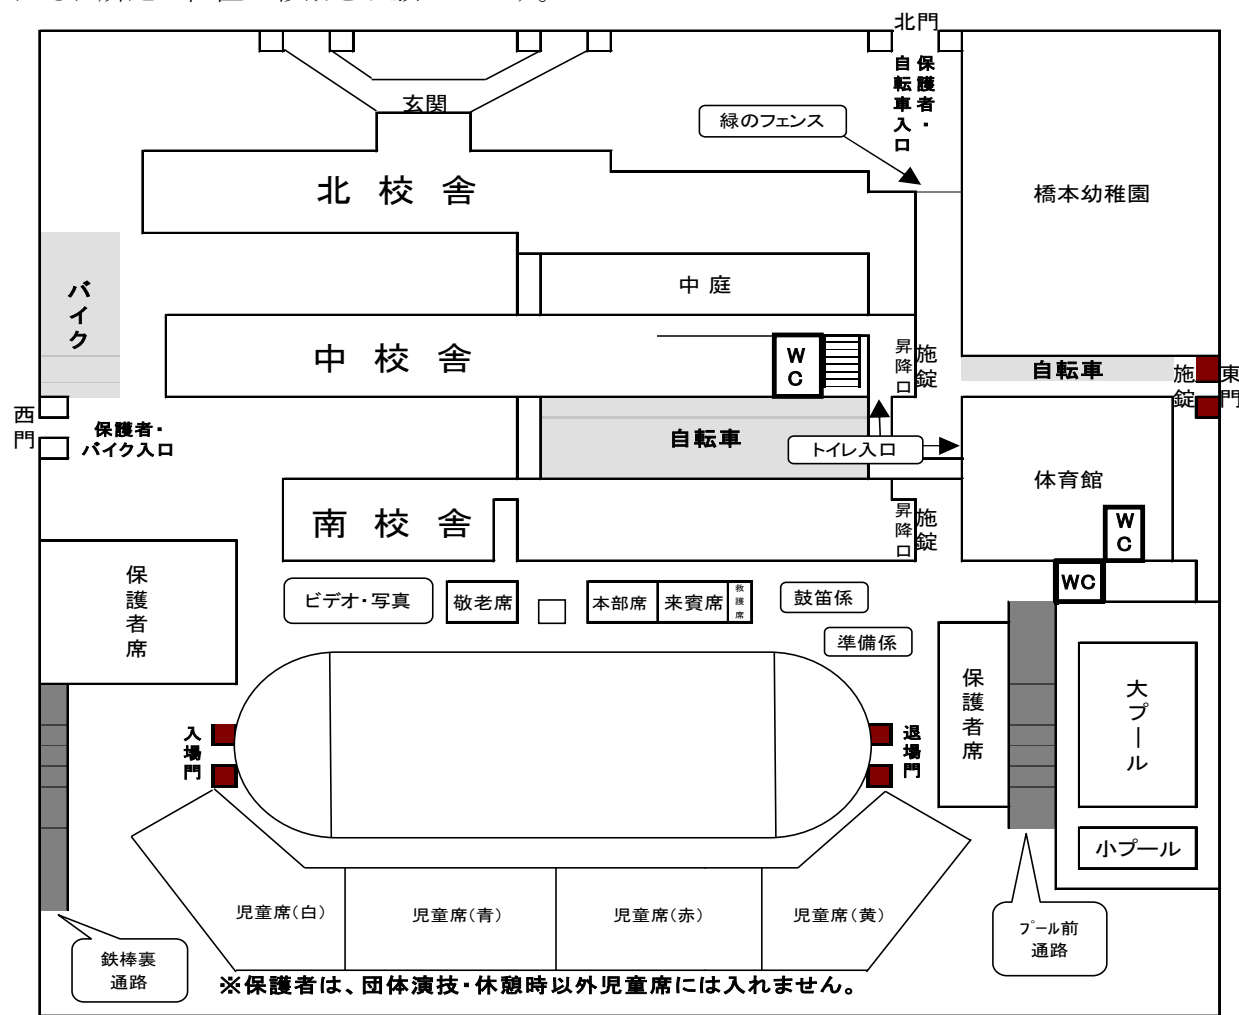 北門
保護者・
自転車入口
玄関
緑のフェンス
北校舎
橋本幼稚園
バイク
中庭
中校舎
WC
昇降口
施錠
自転車
施錠
東門
西門
保護者・
バイク入口
自転車
トイレ入口
体育館
南校舎
昇降口
施錠
WC
WC
保護者席
ビデオ・写真
敬老席
本部席
来賓席
救護席
鼓笛係
準備係
保護者席
大プール
入場門
退場門
小プール
児童席(白)
児童席(青)
児童席(赤)
児童席(黄)
プール前
通路
鉄棒裏
通路
※保護者は、団体演技・休憩時以外児童席には入れません。